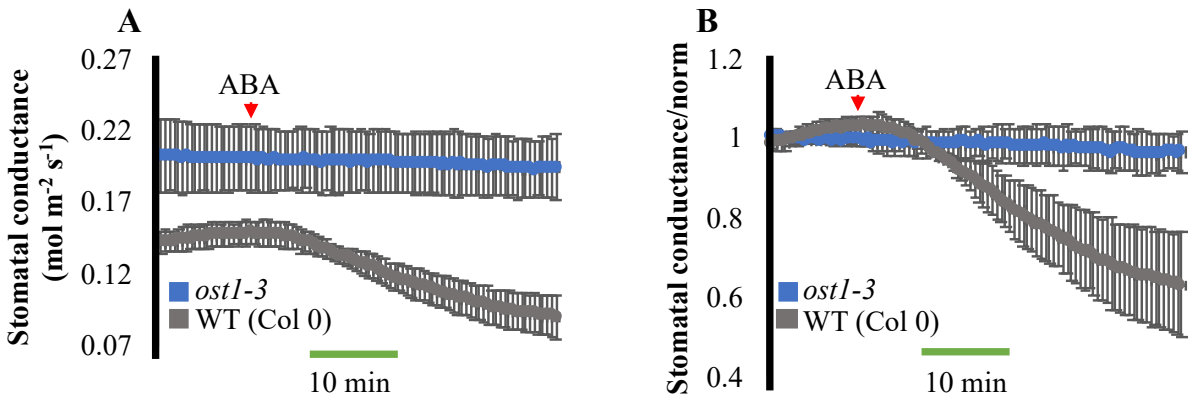 A
Stomatal conductance
(mol m⁻² s⁻¹)
0.27
0.22
0.17
0.12
0.07
ABA
ost1-3
WT (Col 0)
10 min
B
Stomatal conductance/norm
1.2
1
0.8
0.6
0.4
ABA
ost1-3
WT (Col 0)
10 min